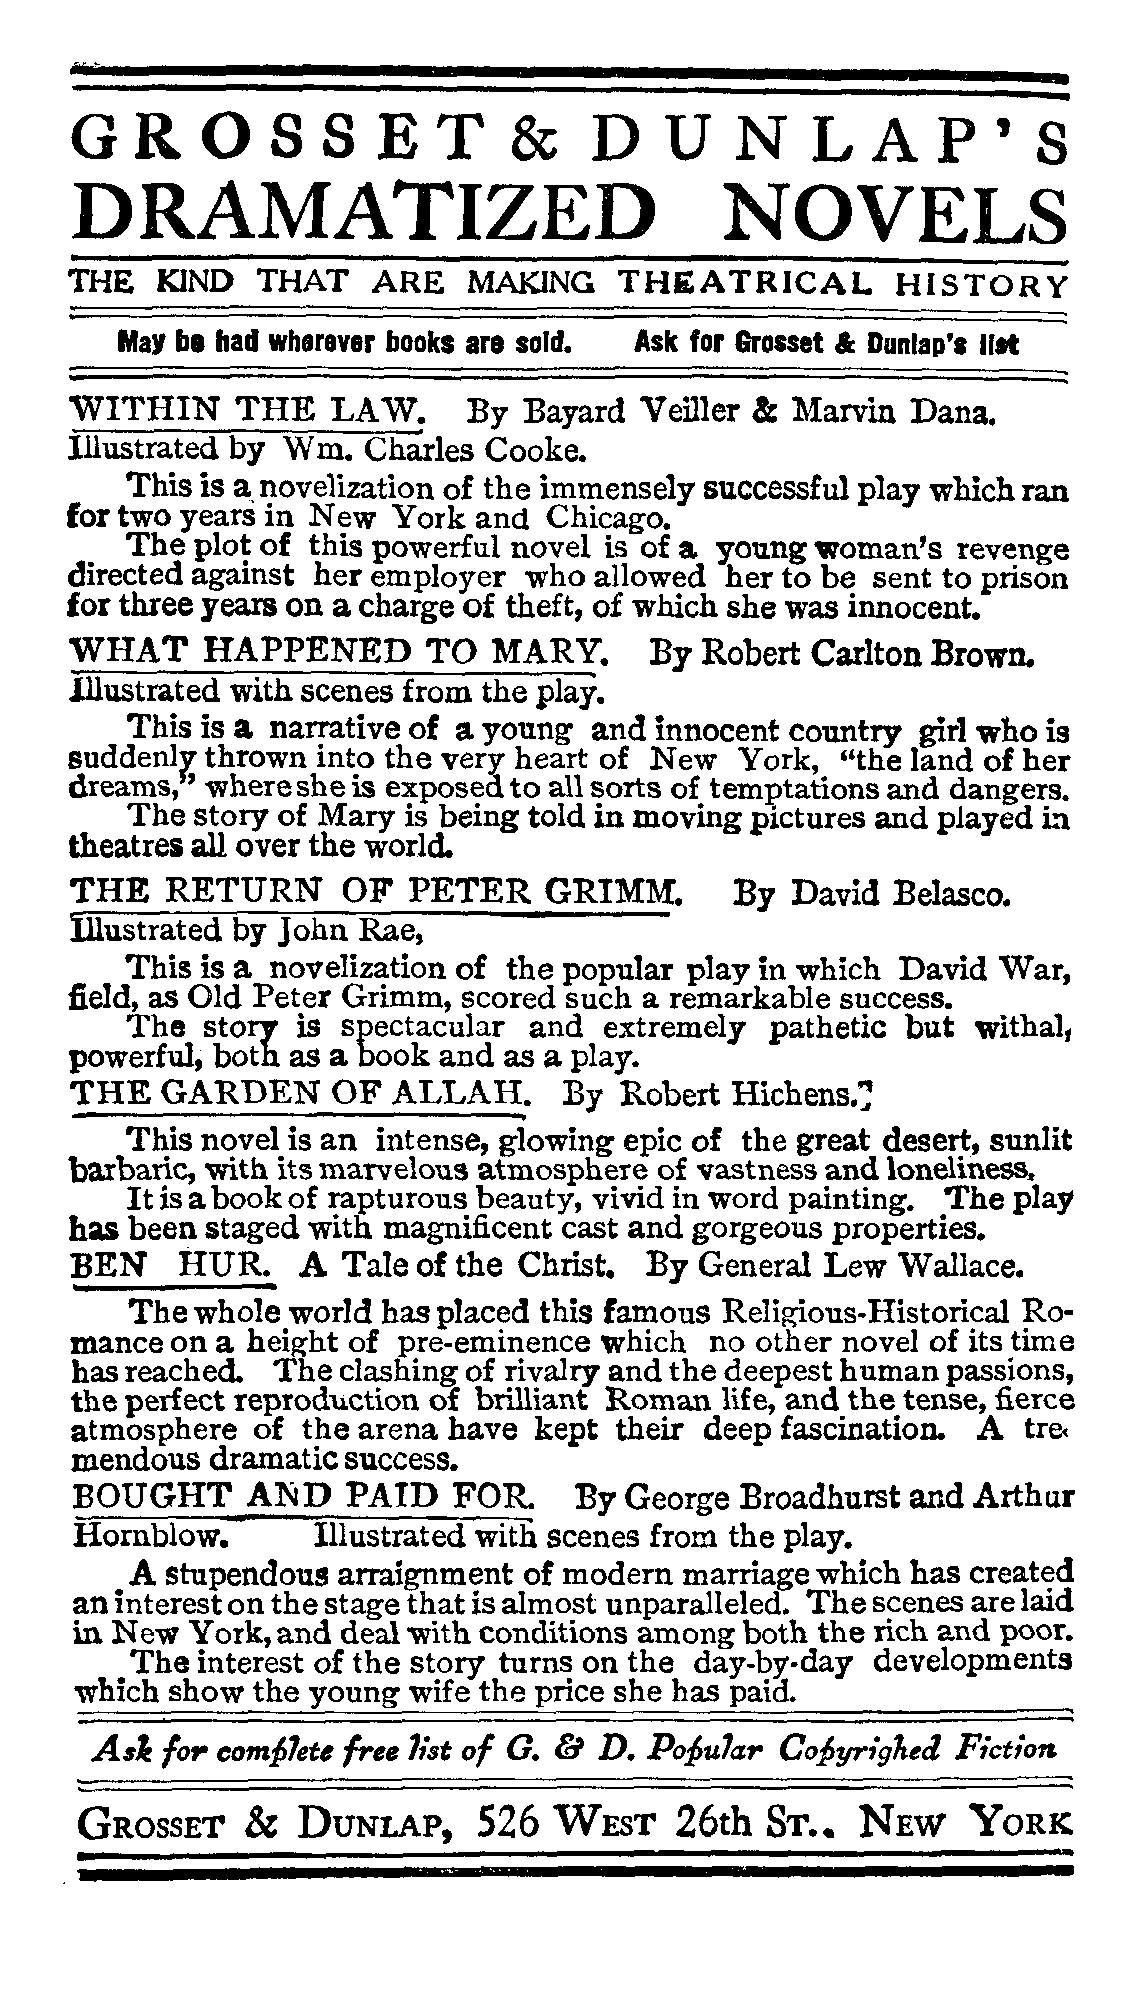 GROSSET & DUNLAP'S
DRAMATIZED NOVELS
THE KIND THAT ARE MAKING THEATRICAL HISTORY
May be had wherever books are sold. Ask for Grosset & Dunlap's list
WITHIN THE LAW. By Bayard Veiller & Marvin Dana.
Illustrated by Wm. Charles Cooke.
This is a novelization of the immensely successful play which ran
for two years in New York and Chicago.
The plot of this powerful novel is of a young woman's revenge
directed against her employer who allowed her to be sent to prison
for three years on a charge of theft, of which she was innocent.
WHAT HAPPENED TO MARY. By Robert Carlton Brown.
Illustrated with scenes from the play.
This is a narrative of a young and innocent country girl who is
suddenly thrown into the very heart of New York, "the land of her
dreams," where she is exposed to all sorts of temptations and dangers.
The story of Mary is being told in moving pictures and played in
theatres all over the world.
THE RETURN OF PETER GRIMM. By David Belasco.
Illustrated by John Rae,
This is a novelization of the popular play in which David War,
field, as Old Peter Grimm, scored such a remarkable success.
The story is spectacular and extremely pathetic but withal,
powerful, both as a book and as a play.
THE GARDEN OF ALLAH. By Robert Hichens.
This novel is an intense, glowing epic of the great desert, sunlit
barbaric, with its marvelous atmosphere of vastness and loneliness.
It is a book of rapturous beauty, vivid in word painting. The play
has been staged with magnificent cast and gorgeous properties.
BEN HUR. A Tale of the Christ. By General Lew Wallace.
The whole world has placed this famous Religious-Historical Ro-
mance on a height of pre-eminence which no other novel of its time
has reached. The clashing of rivalry and the deepest human passions,
the perfect reproduction of brilliant Roman life, and the tense, fierce
atmosphere of the arena have kept their deep fascination. A tre-
mendous dramatic success.
BOUGHT AND PAID FOR. By George Broadhurst and Arthur
Hornblow. Illustrated with scenes from the play.
A stupendous arraignment of modern marriage which has created
an interest on the stage that is almost unparalleled. The scenes are laid
in New York, and deal with conditions among both the rich and poor.
The interest of the story turns on the day-by-day developments
which show the young wife the price she has paid.
Ask for complete free list of G. & D. Popular Copyrighed Fiction
GROSSET & DUNLAP, 526 WEST 26th ST.. NEW YORK